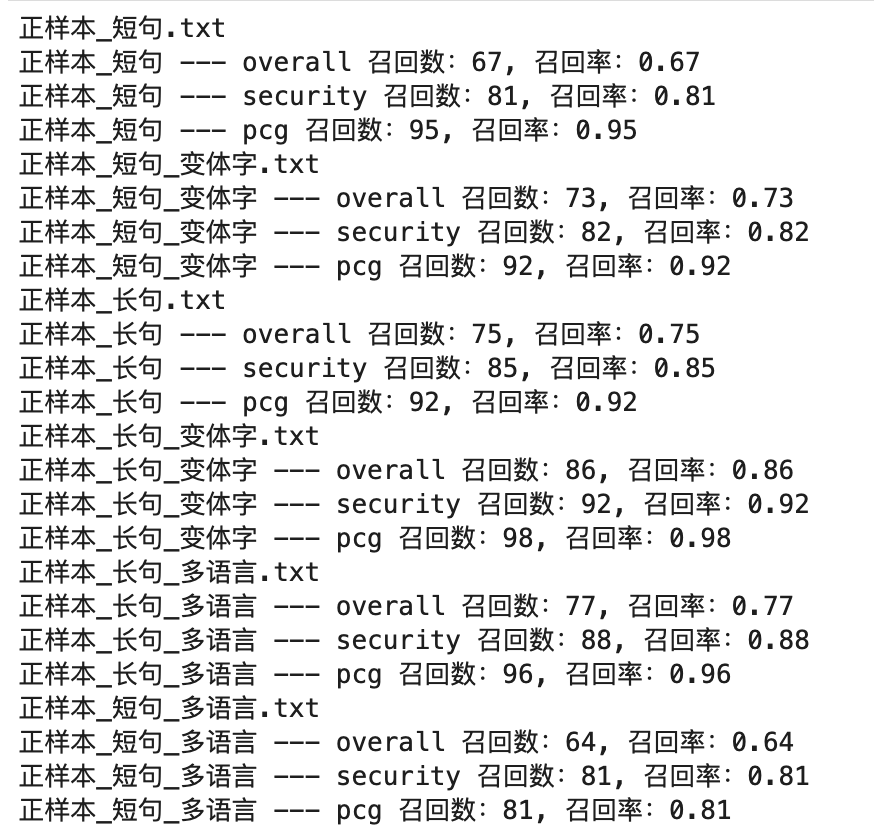 正样本_短句.txt
正样本_短句 --- overall 召回数: 67, 召回率: 0.67
正样本_短句 --- security 召回数: 81, 召回率: 0.81
正样本_短句 --- pcg 召回数: 95, 召回率: 0.95
正样本_短句_变体字.txt
正样本_短句_变体字 --- overall 召回数: 73, 召回率: 0.73
正样本_短句_变体字 --- security 召回数: 82, 召回率: 0.82
正样本_短句_变体字 --- pcg 召回数: 92, 召回率: 0.92
正样本_长句.txt
正样本_长句 --- overall 召回数: 75, 召回率: 0.75
正样本_长句 --- security 召回数: 85, 召回率: 0.85
正样本_长句 --- pcg 召回数: 92, 召回率: 0.92
正样本_长句_变体字.txt
正样本_长句_变体字 --- overall 召回数: 86, 召回率: 0.86
正样本_长句_变体字 --- security 召回数: 92, 召回率: 0.92
正样本_长句_变体字 --- pcg 召回数: 98, 召回率: 0.98
正样本_长句_多语言.txt
正样本_长句_多语言 --- overall 召回数: 77, 召回率: 0.77
正样本_长句_多语言 --- security 召回数: 88, 召回率: 0.88
正样本_长句_多语言 --- pcg 召回数: 96, 召回率: 0.96
正样本_短句_多语言.txt
正样本_短句_多语言 --- overall 召回数: 64, 召回率: 0.64
正样本_短句_多语言 --- security 召回数: 81, 召回率: 0.81
正样本_短句_多语言 --- pcg 召回数: 81, 召回率: 0.81